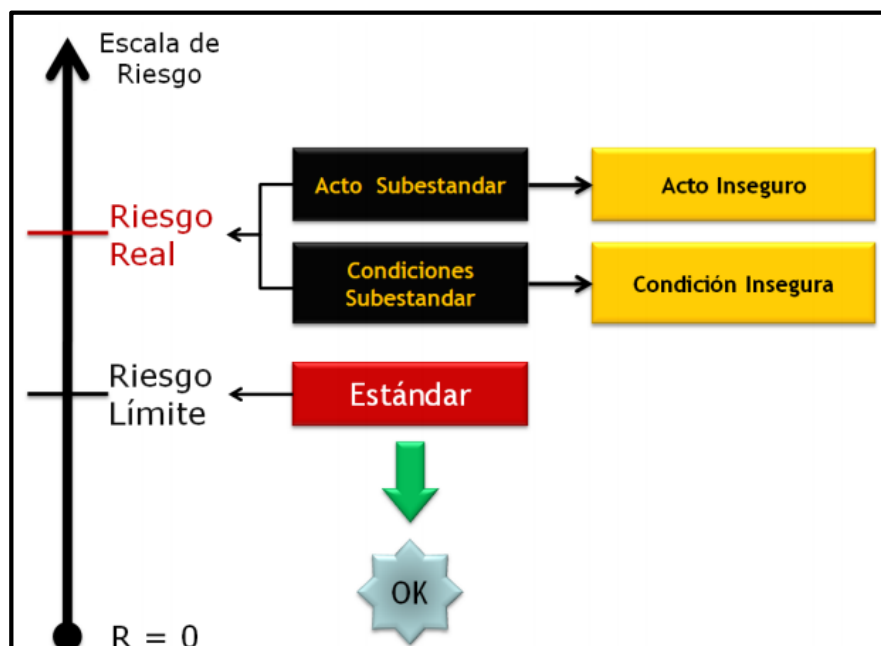 Escala de
Riesgo
Acto Subestandar
Acto Inseguro
Riesgo
Real
Condiciones
Subestandar
Condición Insegura
Riesgo
Límite
Estándar
OK
R = 0